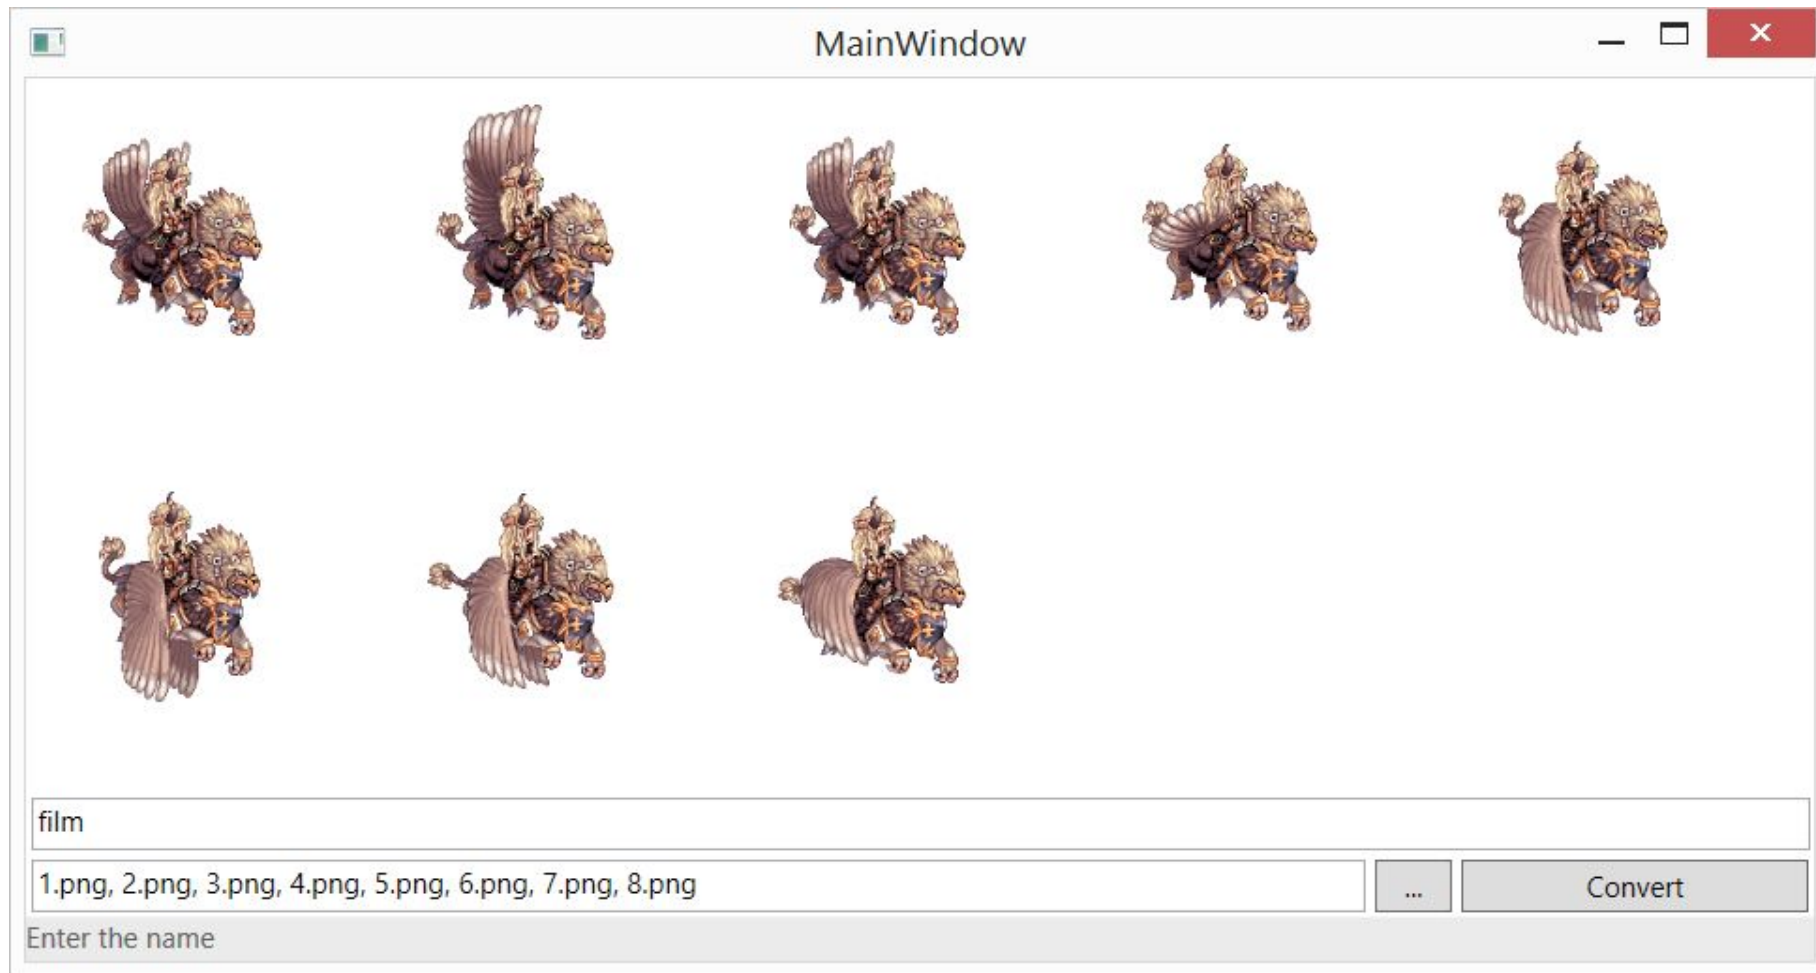 MainWindow
film
1.png, 2.png, 3.png, 4.png, 5.png, 6.png, 7.png, 8.png
...
Convert
Enter the name